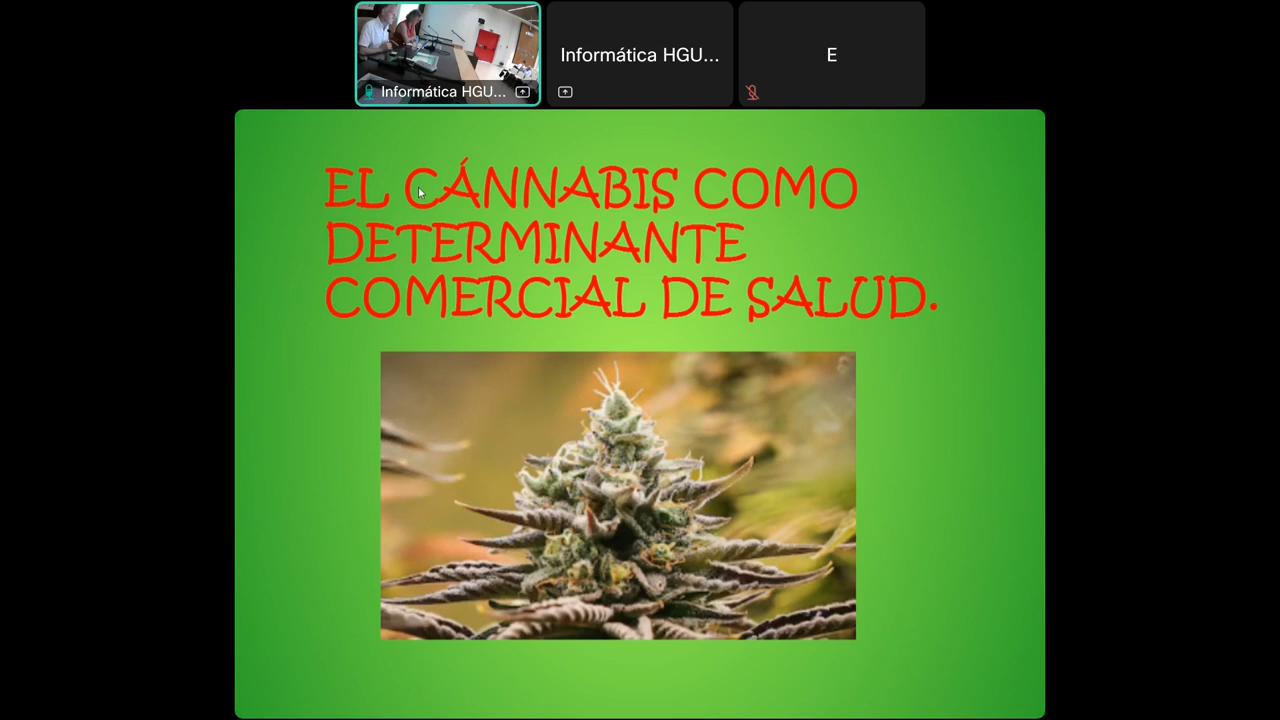 Informática HGU...
Informática HGU...
E
EL CÁNNABIS COMO
DETERMINANTE
COMERCIAL DE SALUD.